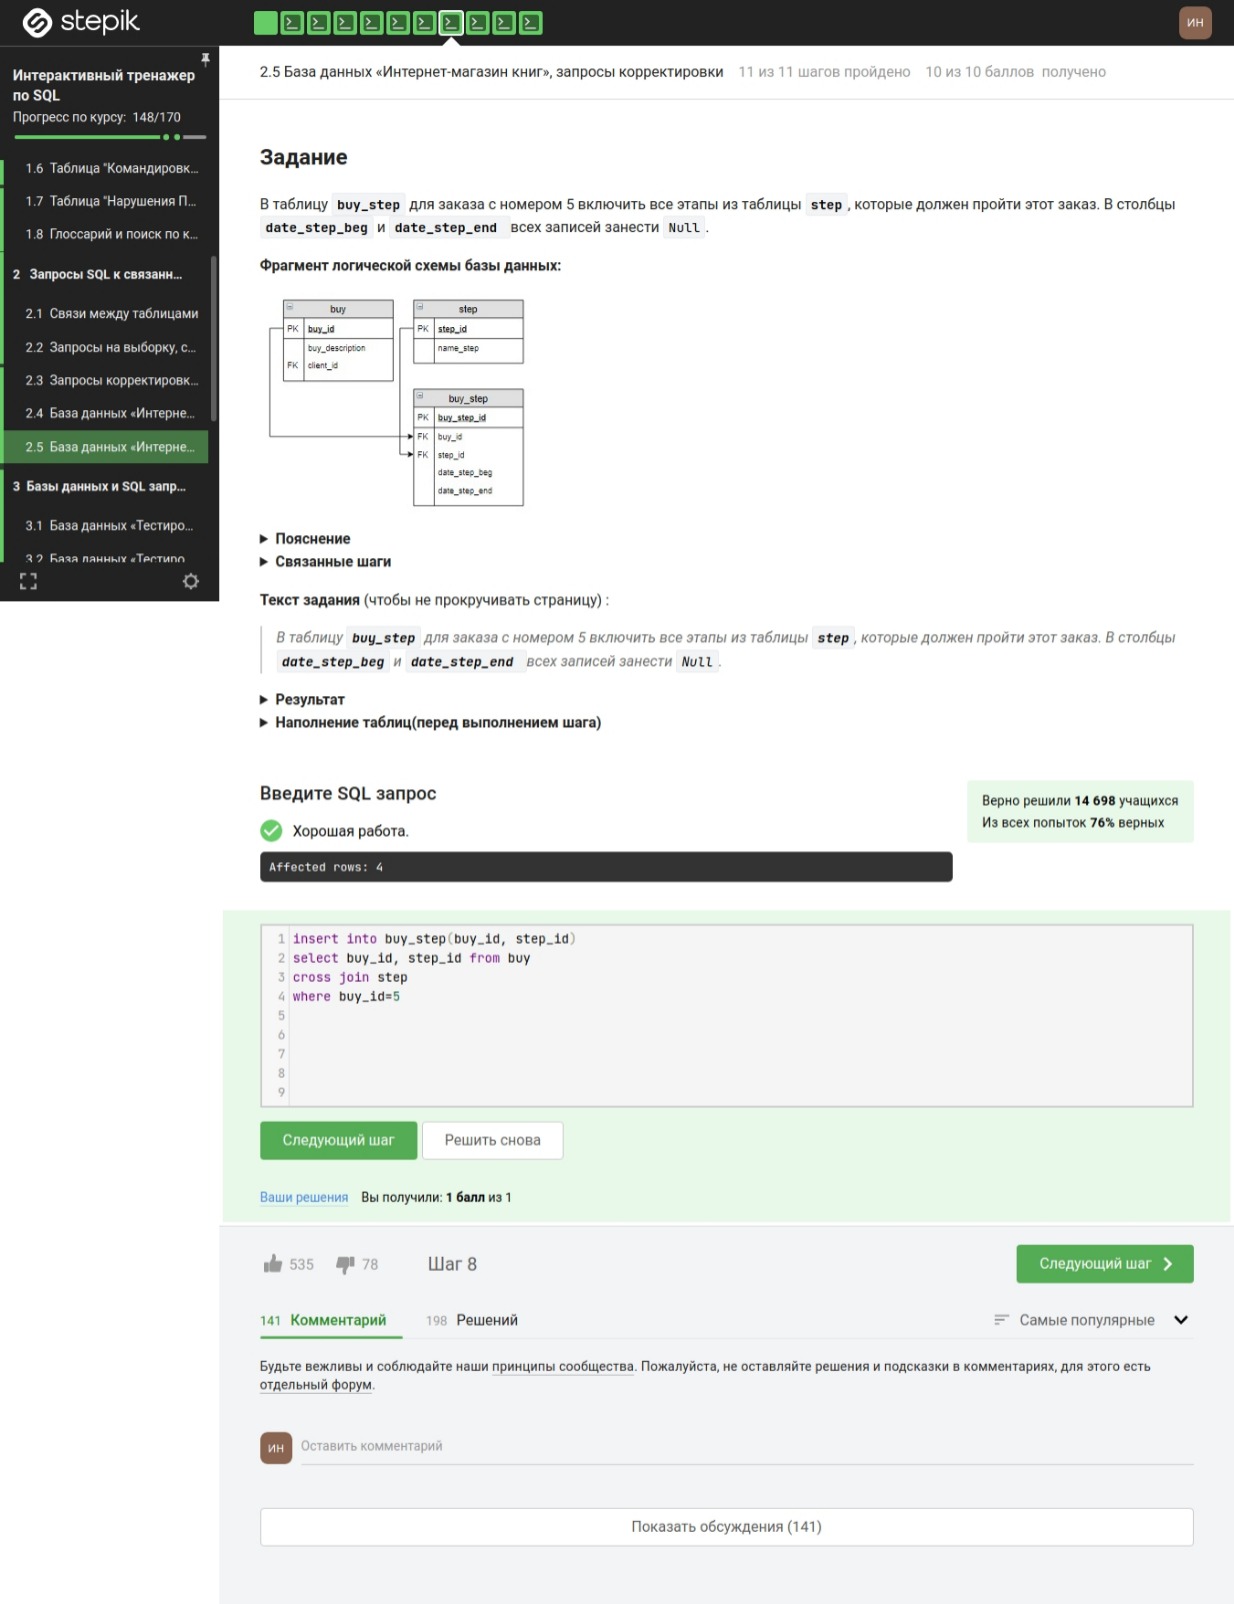 stepik
ИН
Интерактивный тренажер
по SQL
Прогресс по курсу: 148/170
1.6 Таблица "Командировк...
1.7 Таблица "Нарушения П...
1.8 Глоссарий и поиск по к...
2 Запросы SQL к связанн...
2.1 Связи между таблицами
2.2 Запросы на выборку, с...
2.3 Запросы корректировк...
2.4 База данных «Интерне...
2.5 База данных «Интерне...
3 Базы данных и SQL запр...
3.1 База данных «Тестиро...
3.2 База данных «Тестиро
2.5 База данных «Интернет-магазин книг», запросы корректировки 11 из 11 шагов пройдено 10 из 10 баллов получено
Задание
В таблицу buy_step для заказа с номером 5 включить все этапы из таблицы step, которые должен пройти этот заказ. В столбцы
date_step_beg и date_step_end всех записей занести Null.
Фрагмент логической схемы базы данных:
buy
PK buy_id
buy_description
FK client_id
step
PK step_id
name_step
buy_step
PK buy_step_id
FK buy_id
FK step_id
date_step_beg
date_step_end
Пояснение
Связанные шаги
Текст задания (чтобы не прокручивать страницу) :
В таблицу buy_step для заказа с номером 5 включить все этапы из таблицы step, которые должен пройти этот заказ. В столбцы
date_step_beg и date_step_end всех записей занести Null.
Результат
Наполнение таблиц(перед выполнением шага)
Введите SQL запрос
Хорошая работа.
Верно решили 14 698 учащихся
Из всех попыток 76% верных
Affected rows: 4
1 insert into buy_step(buy_id, step_id)
2 select buy_id, step_id from buy
3 cross join step
4 where buy_id=5
5
6
7
8
9
Следующий шаг Решить снова
Ваши решения Вы получили: 1 балл из 1
535 78 Шаг 8 Следующий шаг
141 Комментарий 198 Решений Самые популярные
Будьте вежливы и соблюдайте наши принципы сообщества. Пожалуйста, не оставляйте решения и подсказки в комментариях, для этого есть
отдельный форум.
ИН Оставить комментарий
Показать обсуждения (141)